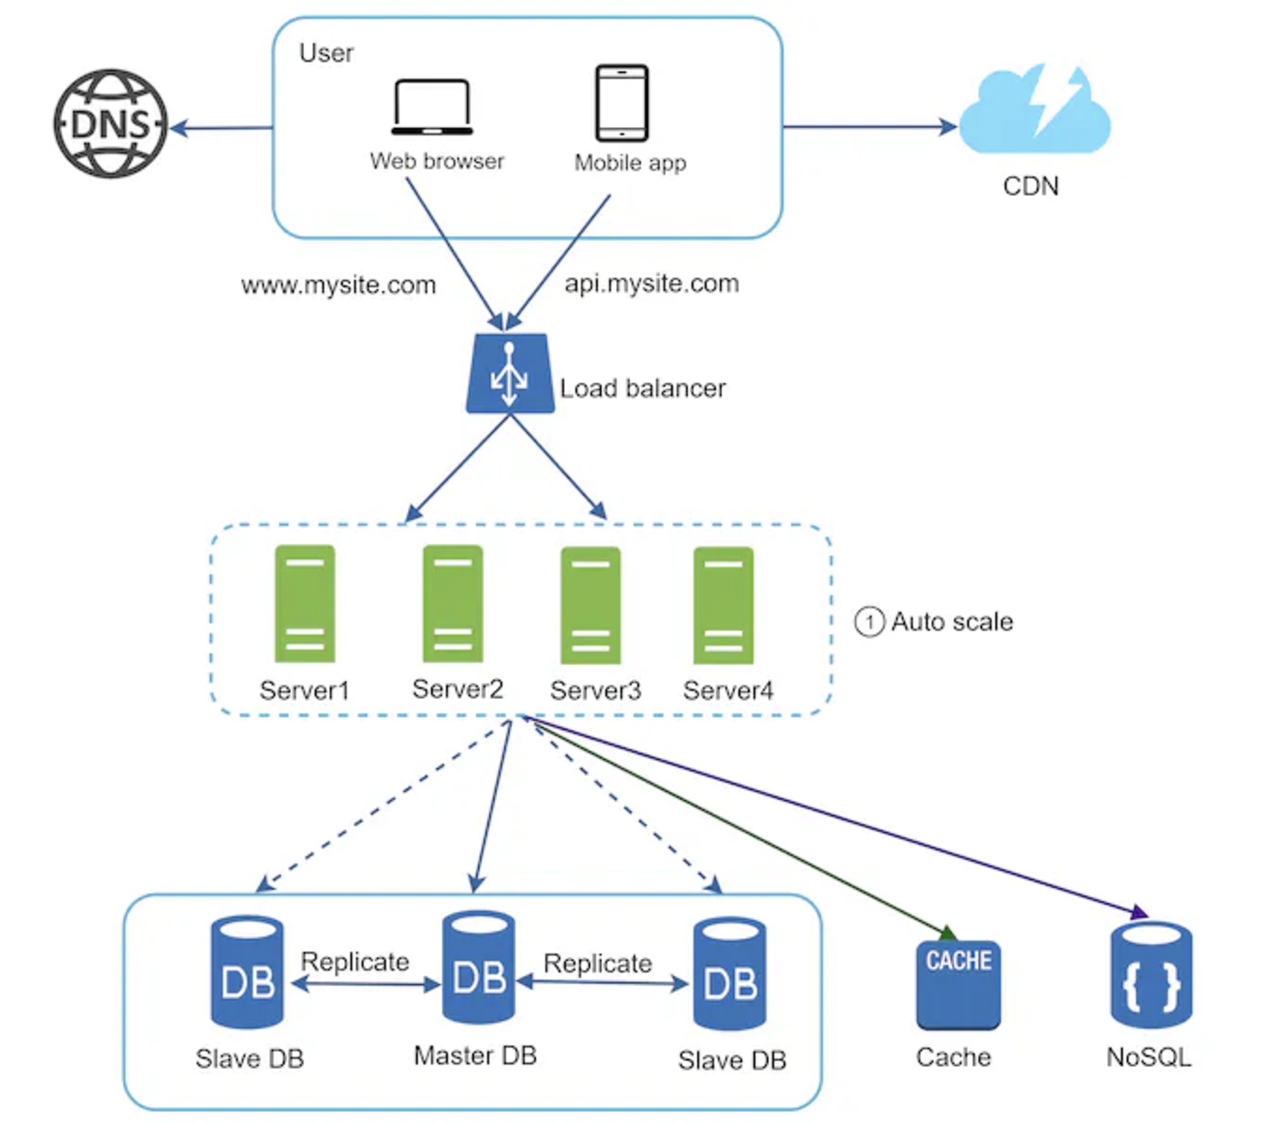 User
DNS
Web browser
Mobile app
CDN
www.mysite.com
api.mysite.com
Load balancer
Server1
Server2
Server3
Server4
1 Auto scale
DB
Replicate
DB
Replicate
DB
CACHE
{ }
Slave DB
Master DB
Slave DB
Cache
NoSQL